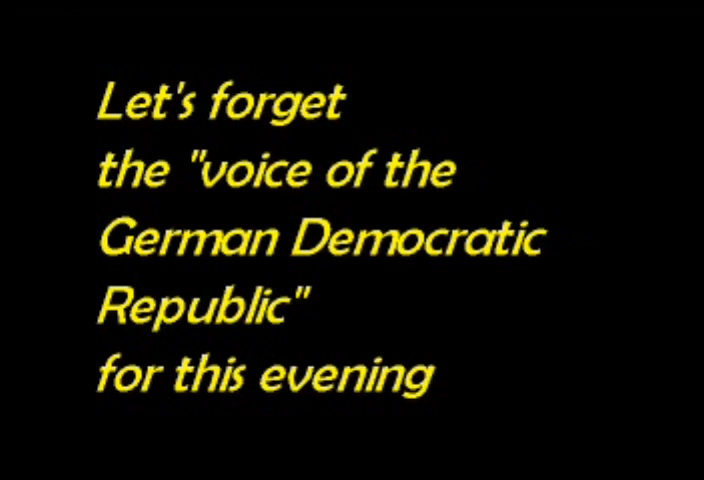 Let's forget
the "voice of the
German Democratic
Republic"
for this evening